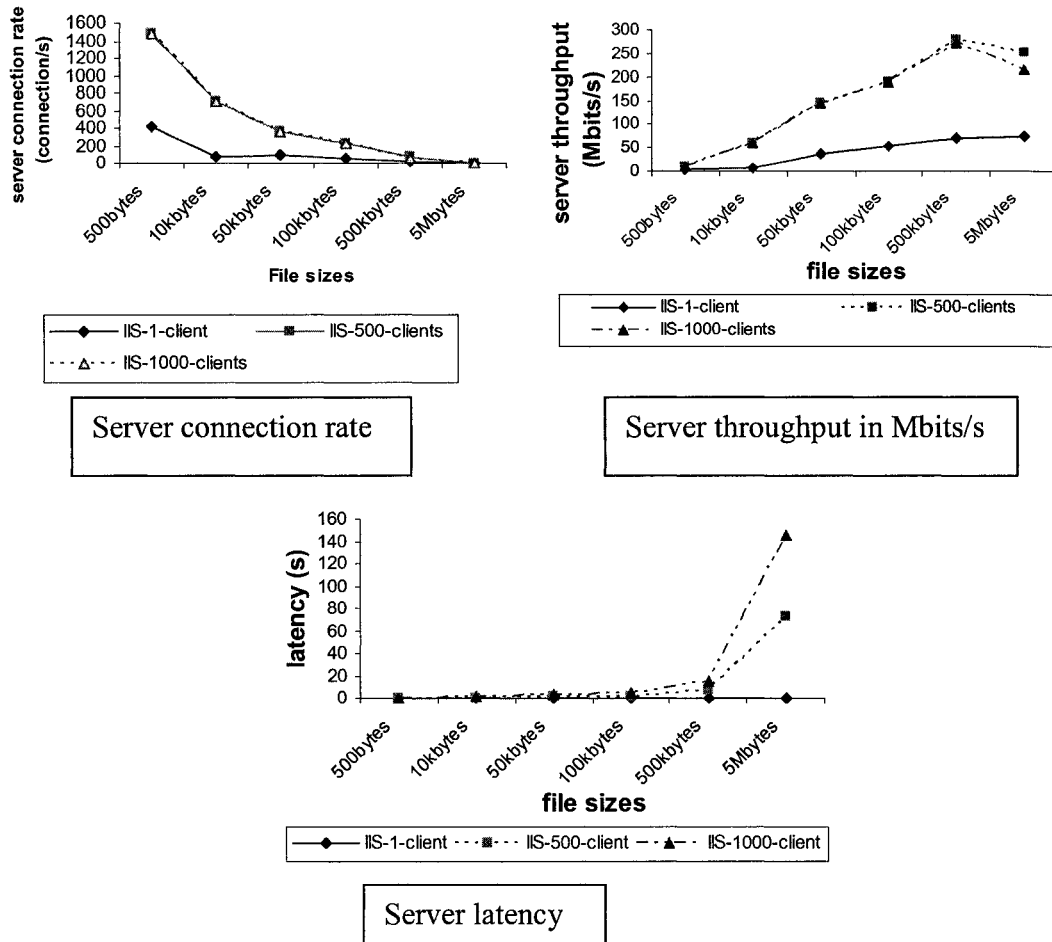 server connection rate
(connection/s)
1600
1400
1200
1000
800
600
400
200
0
500bytes
10kbytes
50kbytes
100kbytes
500kbytes
5Mbytes
File sizes
IIS-1-client
IIS-500-clients
IIS-1000-clients
Server connection rate
server throughput
(Mbits/s)
300
250
200
150
100
50
0
500bytes
10kbytes
50kbytes
100kbytes
500kbytes
5Mbytes
file sizes
IIS-1-client
IIS-500-clients
IIS-1000-clients
Server throughput in Mbits/s
latency (s)
160
140
120
100
80
60
40
20
0
500bytes
10kbytes
50kbytes
100kbytes
500kbytes
5Mbytes
file sizes
IIS-1-client
IIS-500-client
IIS-1000-client
Server latency